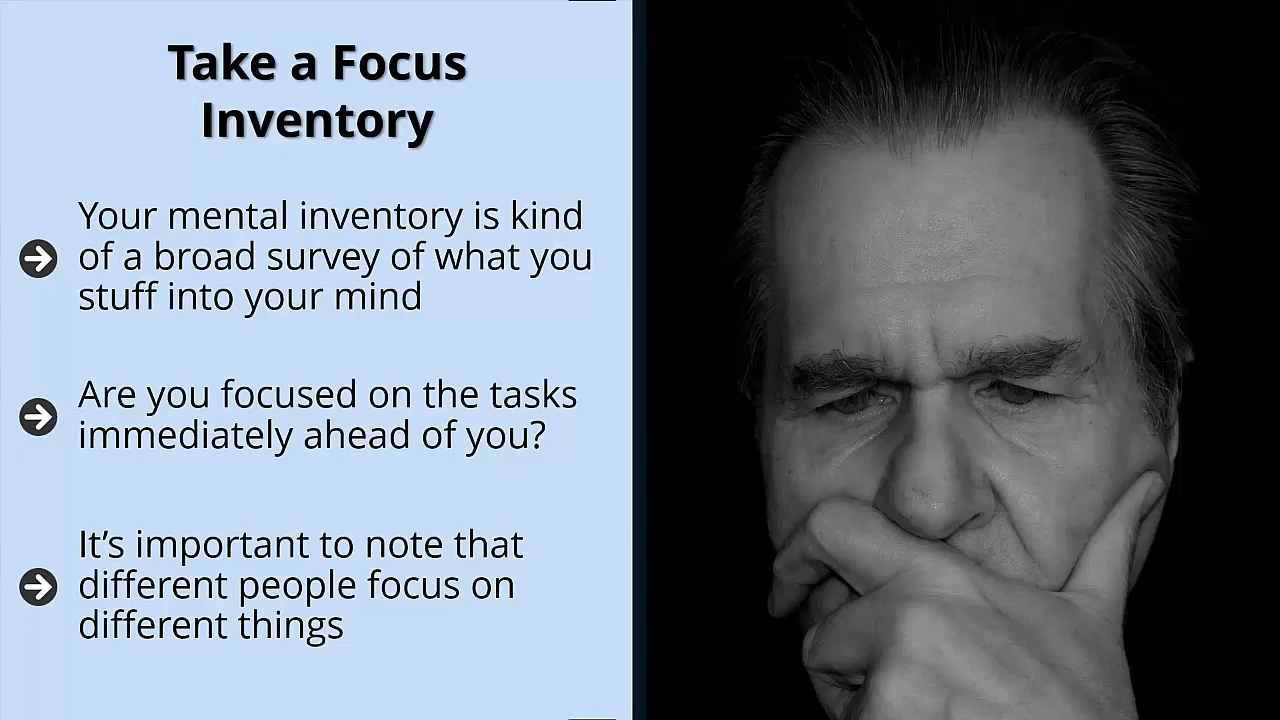 Take a Focus
Inventory
Your mental inventory is kind
of a broad survey of what you
stuff into your mind
Are you focused on the tasks
immediately ahead of you?
It’s important to note that
different people focus on
different things